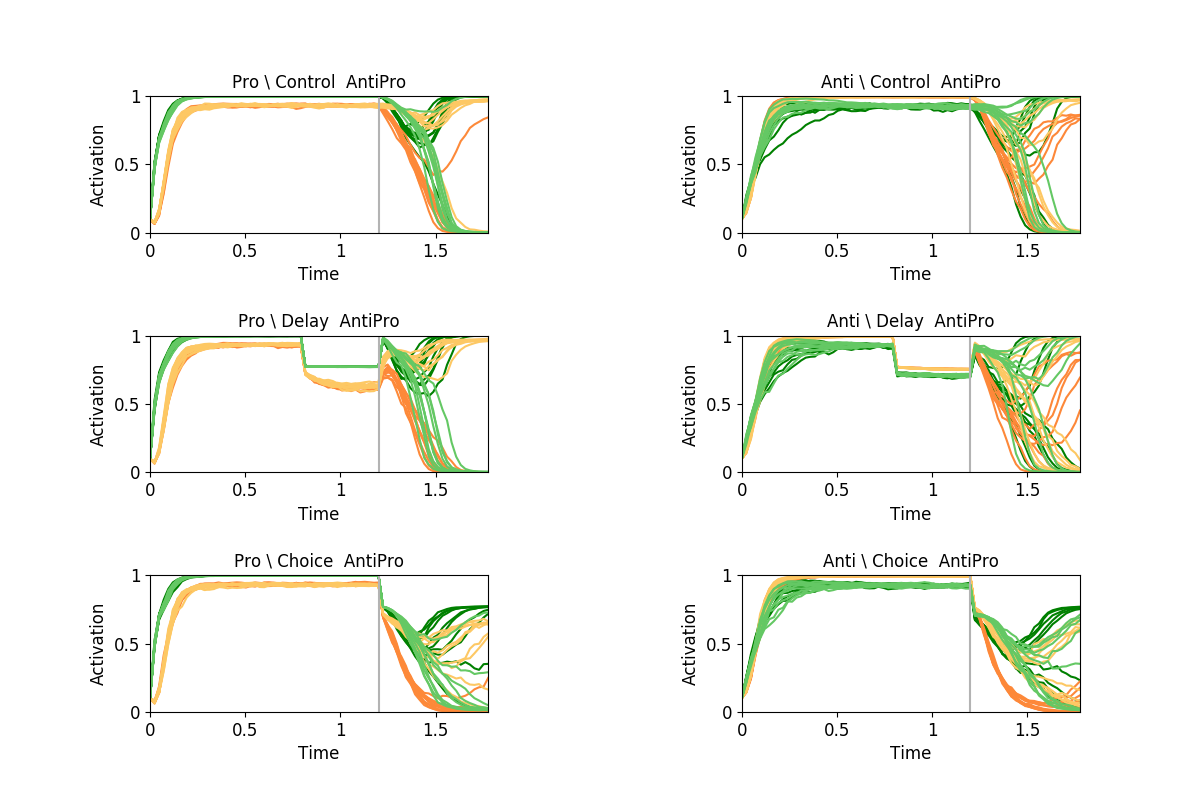 Pro \ Control  AntiPro
Activation
1
0.5
0
0
0.5
1
1.5
Time
Anti \ Control  AntiPro
Activation
1
0.5
0
0
0.5
1
1.5
Time
Pro \ Delay  AntiPro
Activation
1
0.5
0
0
0.5
1
1.5
Time
Anti \ Delay  AntiPro
Activation
1
0.5
0
0
0.5
1
1.5
Time
Pro \ Choice  AntiPro
Activation
1
0.5
0
0
0.5
1
1.5
Time
Anti \ Choice  AntiPro
Activation
1
0.5
0
0
0.5
1
1.5
Time